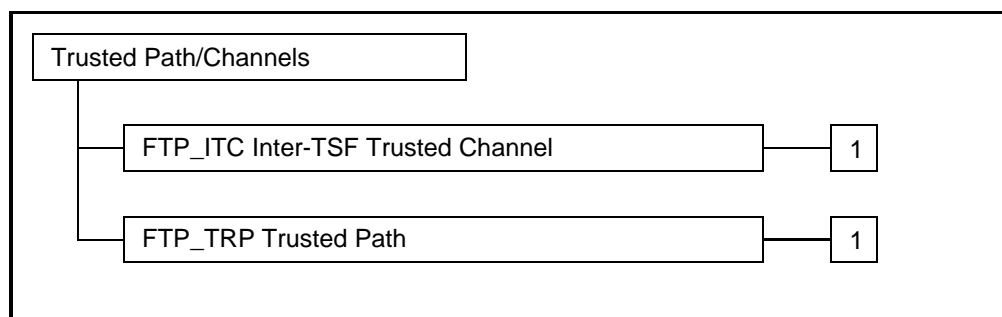 Trusted Path/Channels
FTP_ITC Inter-TSF Trusted Channel 1
FTP_TRP Trusted Path 1